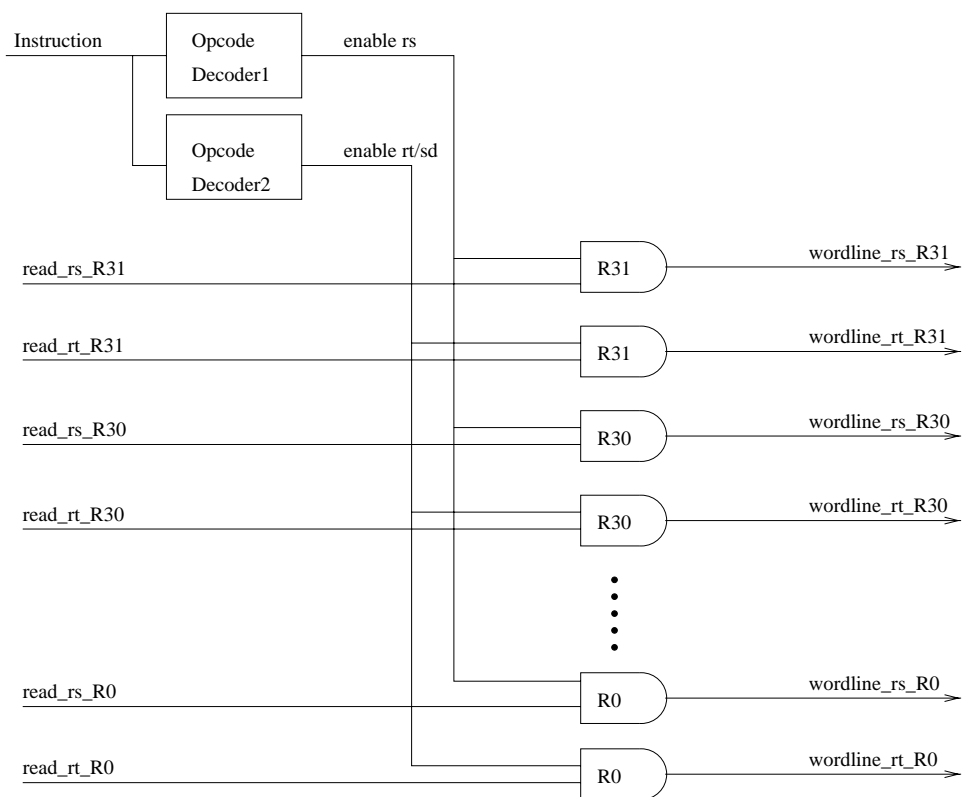 Instruction
Opcode
Decoder1
enable rs
Opcode
Decoder2
enable rt/sd
read_rs_R31
R31
wordline_rs_R31
read_rt_R31
R31
wordline_rt_R31
read_rs_R30
R30
wordline_rs_R30
read_rt_R30
R30
wordline_rt_R30
read_rs_R0
R0
wordline_rs_R0
read_rt_R0
R0
wordline_rt_R0